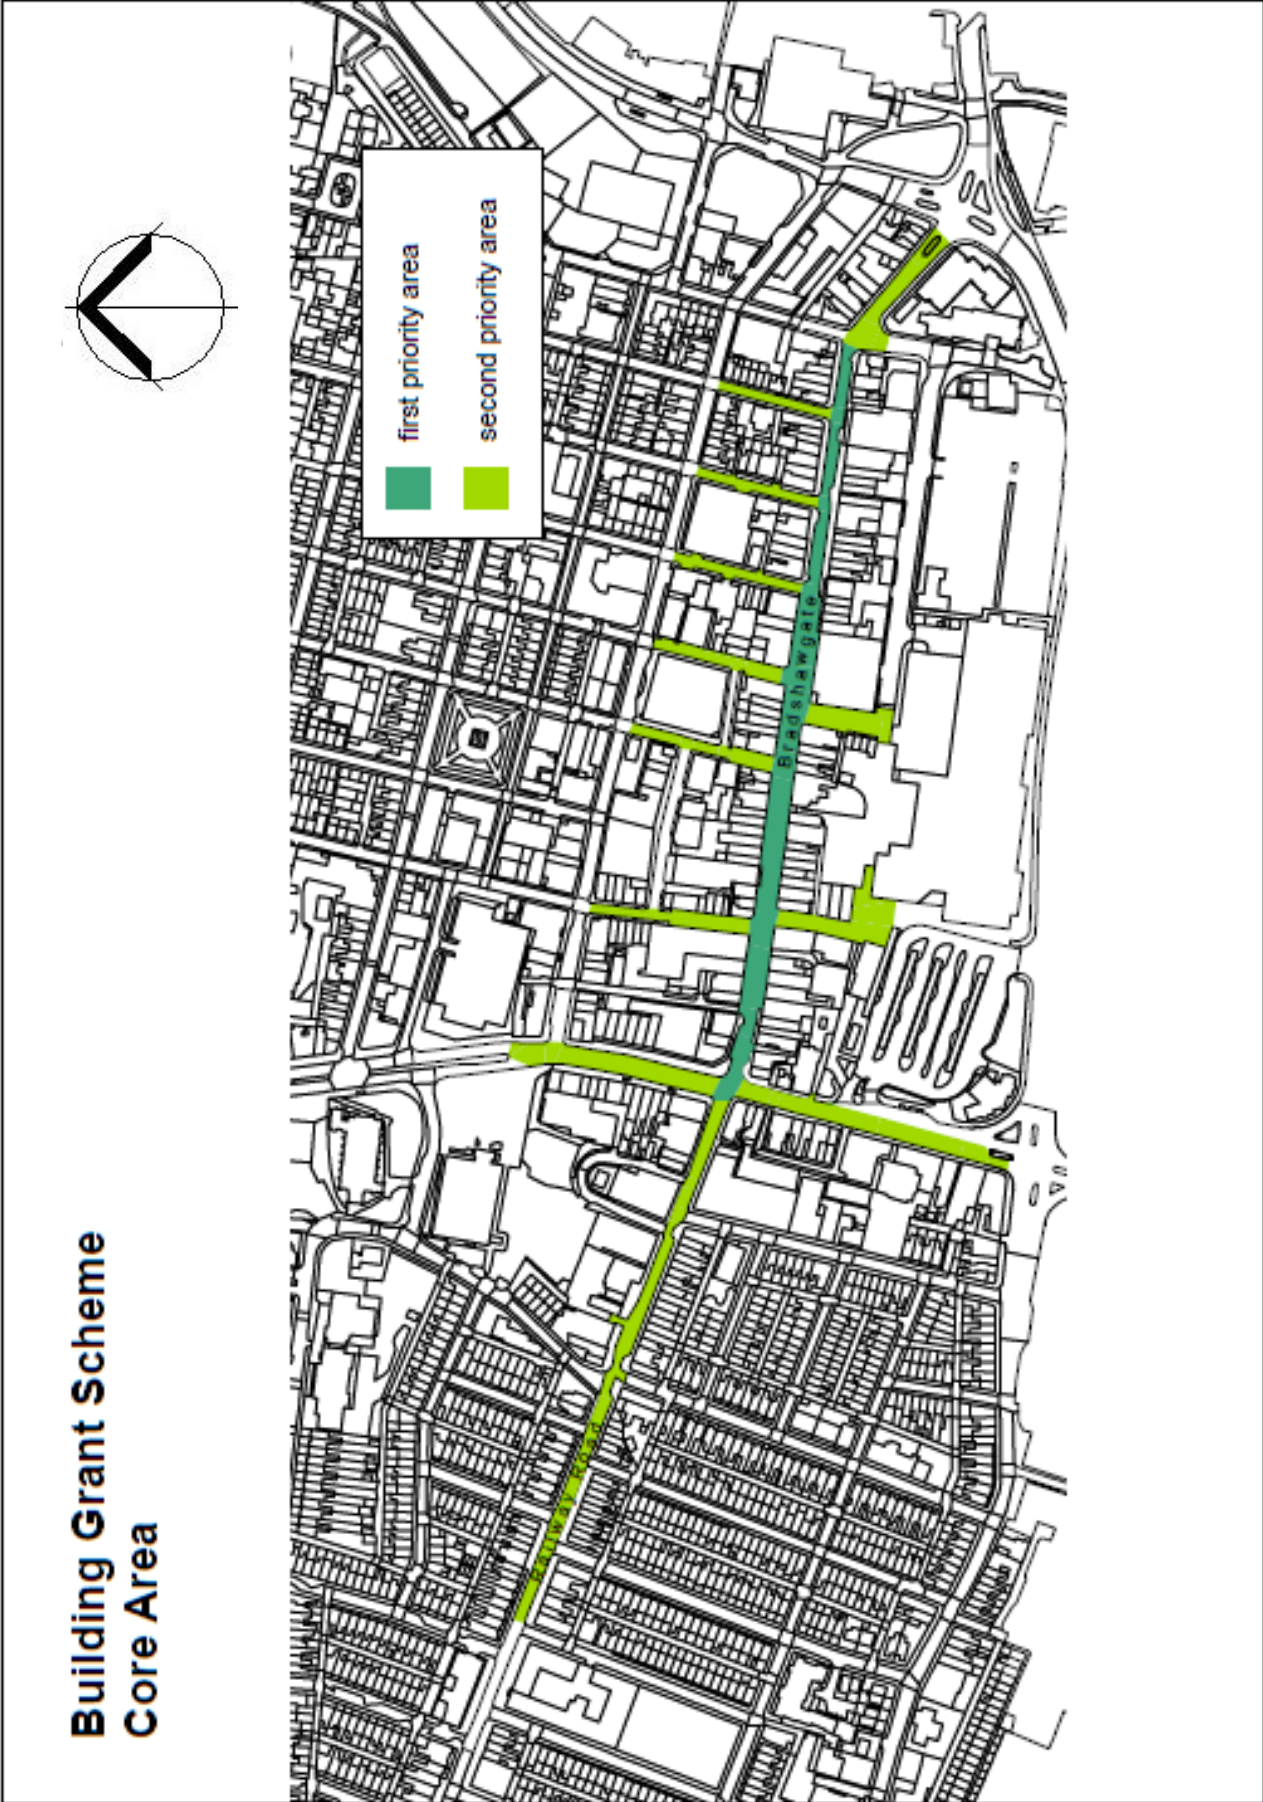 Building Grant Scheme
Core Area
first priority area
second priority area
Railway Road
Bradshawgate